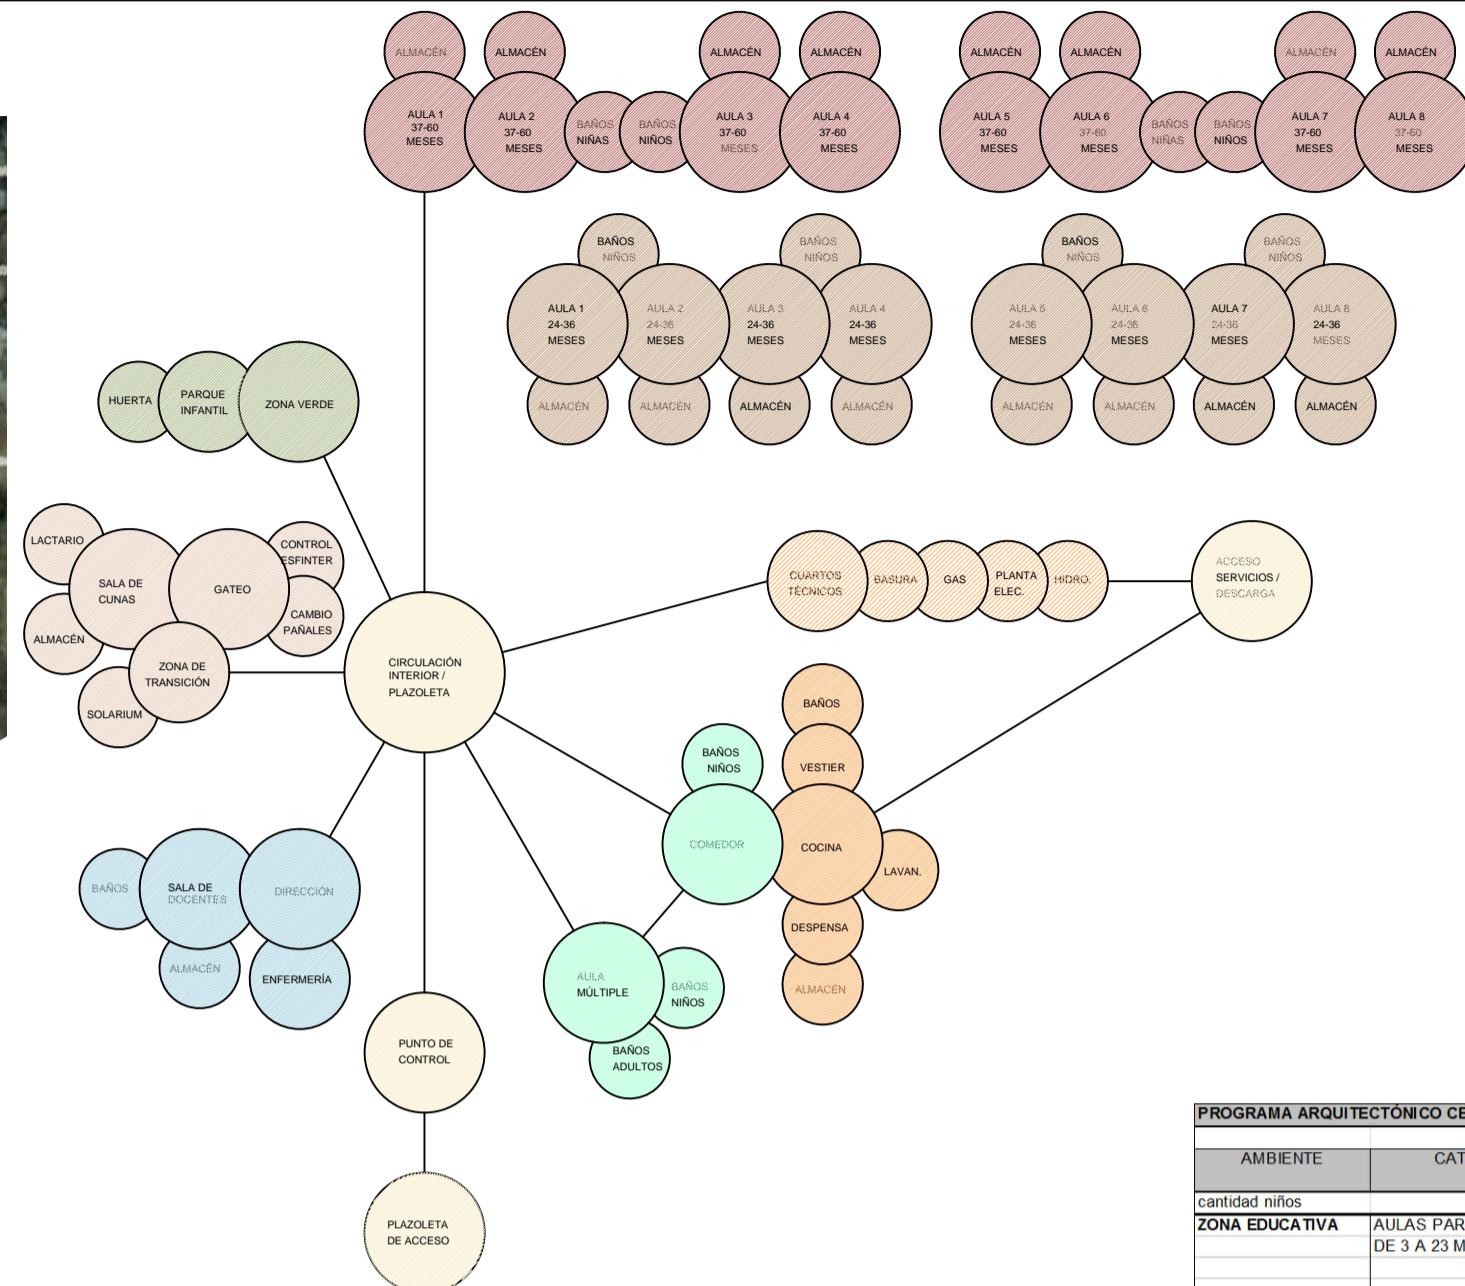 ALMACÉN
ALMACÉN
ALMACÉN
ALMACÉN
ALMACÉN
ALMACÉN
ALMACÉN
ALMACÉN
AULA 1
37-60
MESES
AULA 2
37-60
MESES
BAÑOS
NIÑAS
BAÑOS
NIÑOS
AULA 3
37-60
MESES
AULA 4
37-60
MESES
AULA 5
37-60
MESES
AULA 6
37-60
MESES
BAÑOS
NIÑAS
BAÑOS
NIÑOS
AULA 7
37-60
MESES
AULA 8
37-60
MESES
BAÑOS
NIÑOS
BAÑOS
NIÑOS
BAÑOS
NIÑOS
BAÑOS
NIÑOS
AULA 1
24-36
MESES
AULA 2
24-36
MESES
AULA 3
24-36
MESES
AULA 4
24-36
MESES
AULA 5
24-36
MESES
AULA 6
24-36
MESES
AULA 7
24-36
MESES
AULA 8
24-36
MESES
ALMACÉN
ALMACÉN
ALMACÉN
ALMACÉN
ALMACÉN
ALMACÉN
ALMACÉN
ALMACÉN
HUERTA
PARQUE
INFANTIL
ZONA VERDE
LACTARIO
SALA DE
CUNAS
GATEO
CONTROL
ESFINTER
CAMBIO
PAÑALES
ALMACÉN
ZONA DE
TRANSICIÓN
SOLARIUM
CIRCULACIÓN
INTERIOR /
PLAZOLETA
CUARTOS
TÉCNICOS
BASURA
GAS
PLANTA
ELEC.
HIDRO.
ACCESO
SERVICIOS /
DESCARGA
BAÑOS
VESTIER
BAÑOS
NIÑOS
COMEDOR
COCINA
LAVAN.
DESPENSA
ALMACÉN
BAÑOS
SALA DE
DOCENTES
DIRECCIÓN
ALMACÉN
ENFERMERÍA
AULA
MÚLTIPLE
BAÑOS
NIÑOS
BAÑOS
ADULTOS
PUNTO DE
CONTROL
PLAZOLETA
DE ACCESO
PROGRAMA ARQUITECTÓNICO CE
AMBIENTE CAT
cantidad niños
ZONA EDUCATIVA AULAS PAR
DE 3 A 23 M